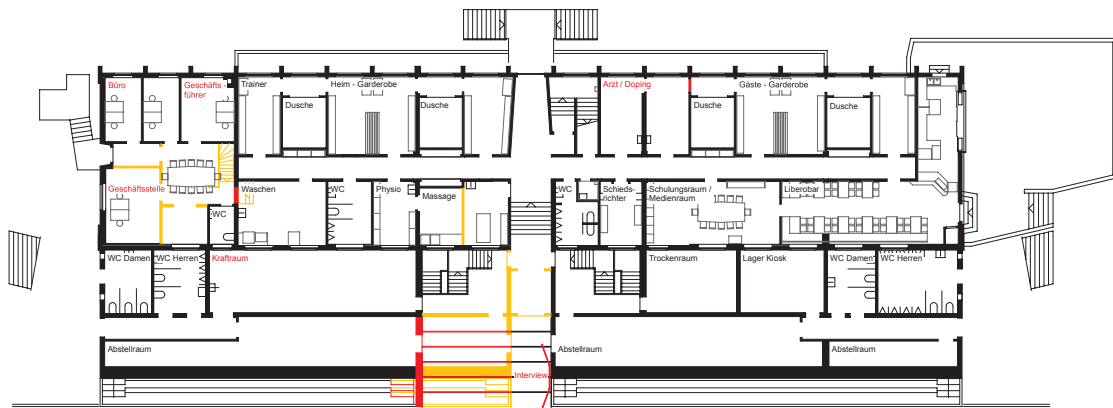 Büro
Geschäfts -
führer
Trainer
Heim - Garderobe
Arzt / Doping
Gäste - Garderobe
Dusche
Dusche
Dusche
Dusche
Geschäftsstelle
Waschen
WC
Physio
Massage
WC
Schieds-
richter
Schulungsraum /
Medienraum
Liberobar
WC
WC Damen
WC Herren
Kraftraum
Trockenraum
Lager Kiosk
WC Damen
WC Herren
Abstellraum
Abstellraum
Abstellraum
Interview